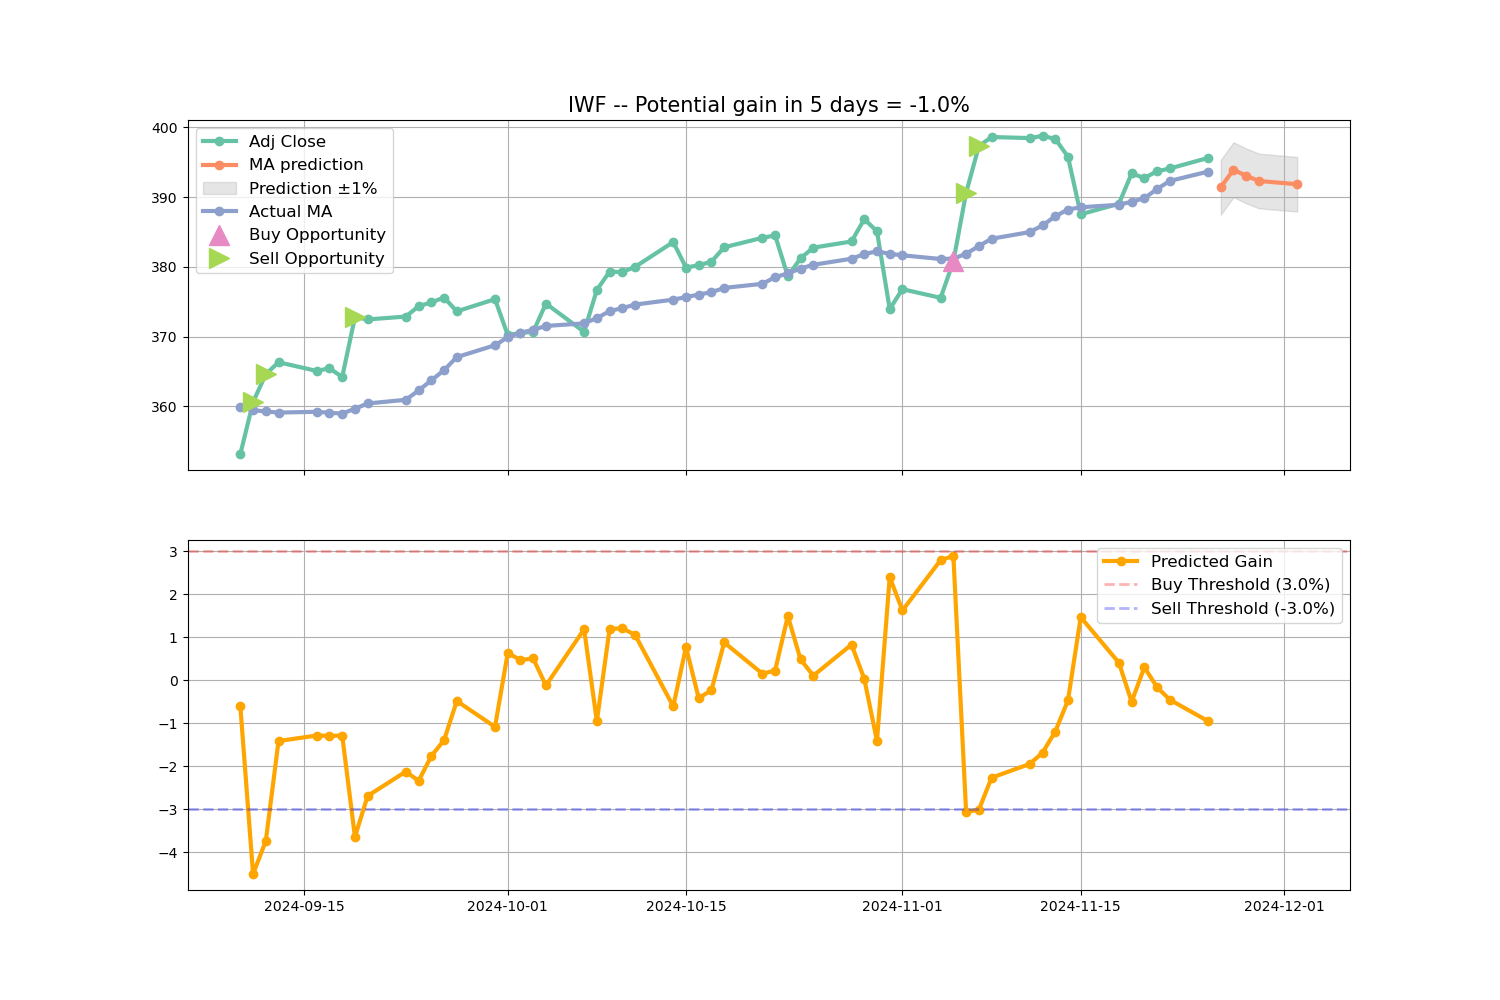 IWF -- Potential gain in 5 days = -1.0%
400
390
380
370
360
Adj Close
MA prediction
Prediction ±1%
Actual MA
Buy Opportunity
Sell Opportunity
3
2
1
0
−1
−2
−3
−4
Predicted Gain
Buy Threshold (3.0%)
Sell Threshold (-3.0%)
2024-09-15
2024-10-01
2024-10-15
2024-11-01
2024-11-15
2024-12-01